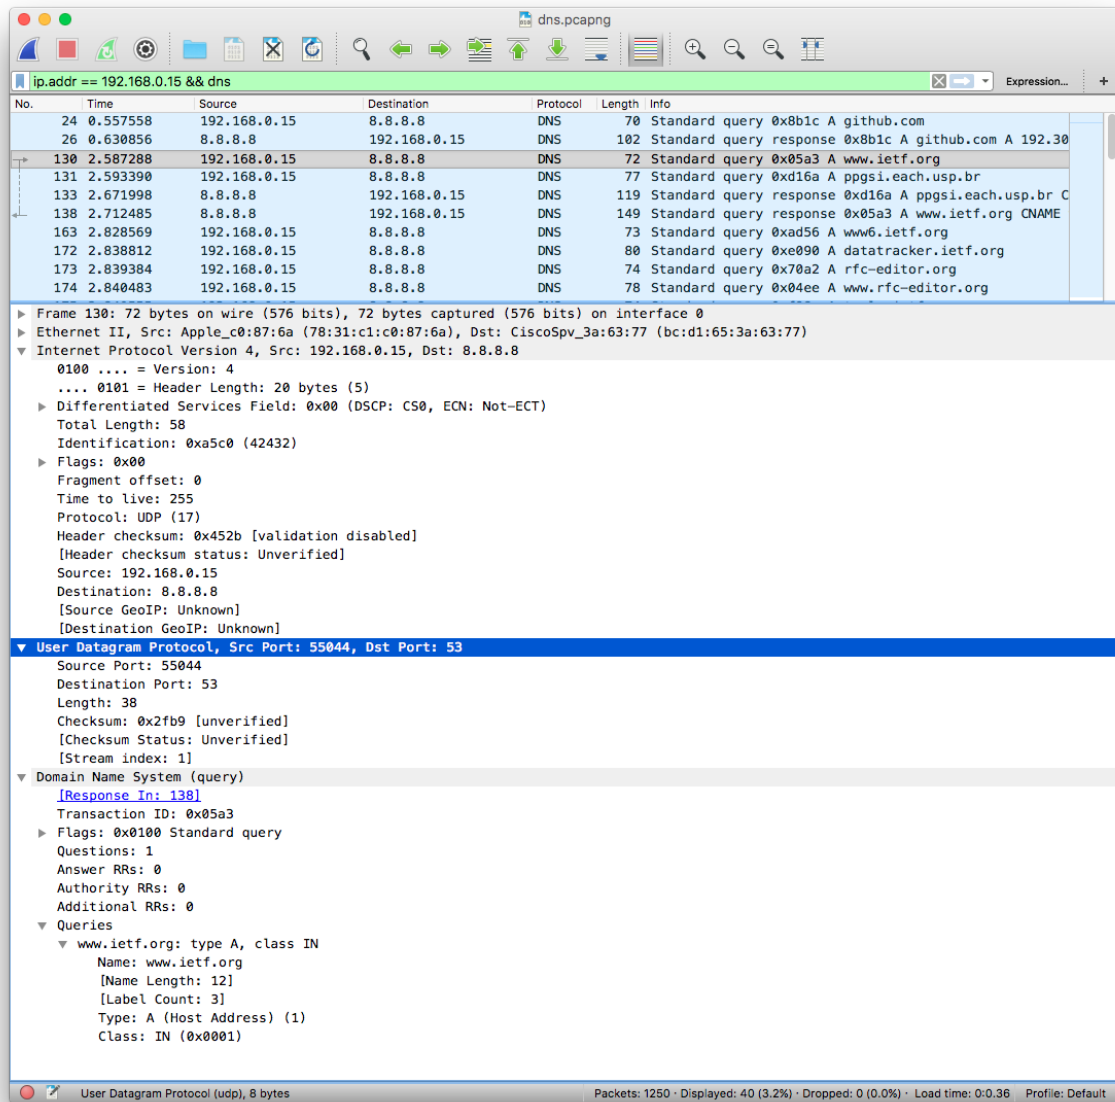 dns.pcapng
ip.addr == 192.168.0.15 && dns
Expression...
+
No. Time Source Destination Protocol Length Info
24 0.557558 192.168.0.15 8.8.8.8 DNS 70 Standard query 0x8b1c A github.com
26 0.630856 8.8.8.8 192.168.0.15 DNS 102 Standard query response 0x8b1c A github.com A 192.30
130 2.587288 192.168.0.15 8.8.8.8 DNS 72 Standard query 0x05a3 A www.ietf.org
131 2.593390 192.168.0.15 8.8.8.8 DNS 77 Standard query 0xd16a A ppgsi.each.usp.br
133 2.671998 8.8.8.8 192.168.0.15 DNS 119 Standard query response 0xd16a A ppgsi.each.usp.br C
138 2.712485 8.8.8.8 192.168.0.15 DNS 149 Standard query response 0x05a3 A www.ietf.org CNAME
163 2.828569 192.168.0.15 8.8.8.8 DNS 73 Standard query 0xad56 A www6.ietf.org
172 2.838812 192.168.0.15 8.8.8.8 DNS 80 Standard query 0xe090 A datatracker.ietf.org
173 2.839384 192.168.0.15 8.8.8.8 DNS 74 Standard query 0x70a2 A rfc-editor.org
174 2.840483 192.168.0.15 8.8.8.8 DNS 78 Standard query 0x04ee A www.rfc-editor.org
Frame 130: 72 bytes on wire (576 bits), 72 bytes captured (576 bits) on interface 0
Ethernet II, Src: Apple_c0:87:6a (78:31:c1:c0:87:6a), Dst: CiscoSpv_3a:63:77 (bc:d1:65:3a:63:77)
Internet Protocol Version 4, Src: 192.168.0.15, Dst: 8.8.8.8
0100 .... = Version: 4
.... 0101 = Header Length: 20 bytes (5)
Differentiated Services Field: 0x00 (DSCP: CS0, ECN: Not-ECT)
Total Length: 58
Identification: 0xa5c0 (42432)
Flags: 0x00
Fragment offset: 0
Time to live: 255
Protocol: UDP (17)
Header checksum: 0x452b [validation disabled]
[Header checksum status: Unverified]
Source: 192.168.0.15
Destination: 8.8.8.8
[Source GeoIP: Unknown]
[Destination GeoIP: Unknown]
User Datagram Protocol, Src Port: 55044, Dst Port: 53
Source Port: 55044
Destination Port: 53
Length: 38
Checksum: 0x2fb9 [unverified]
[Checksum Status: Unverified]
[Stream index: 1]
Domain Name System (query)
[Response In: 138]
Transaction ID: 0x05a3
Flags: 0x0100 Standard query
Questions: 1
Answer RRs: 0
Authority RRs: 0
Additional RRs: 0
Queries
www.ietf.org: type A, class IN
Name: www.ietf.org
[Name Length: 12]
[Label Count: 3]
Type: A (Host Address) (1)
Class: IN (0x0001)
User Datagram Protocol (udp), 8 bytes
Packets: 1250 · Displayed: 40 (3.2%) · Dropped: 0 (0.0%) · Load time: 0:0.36
Profile: Default